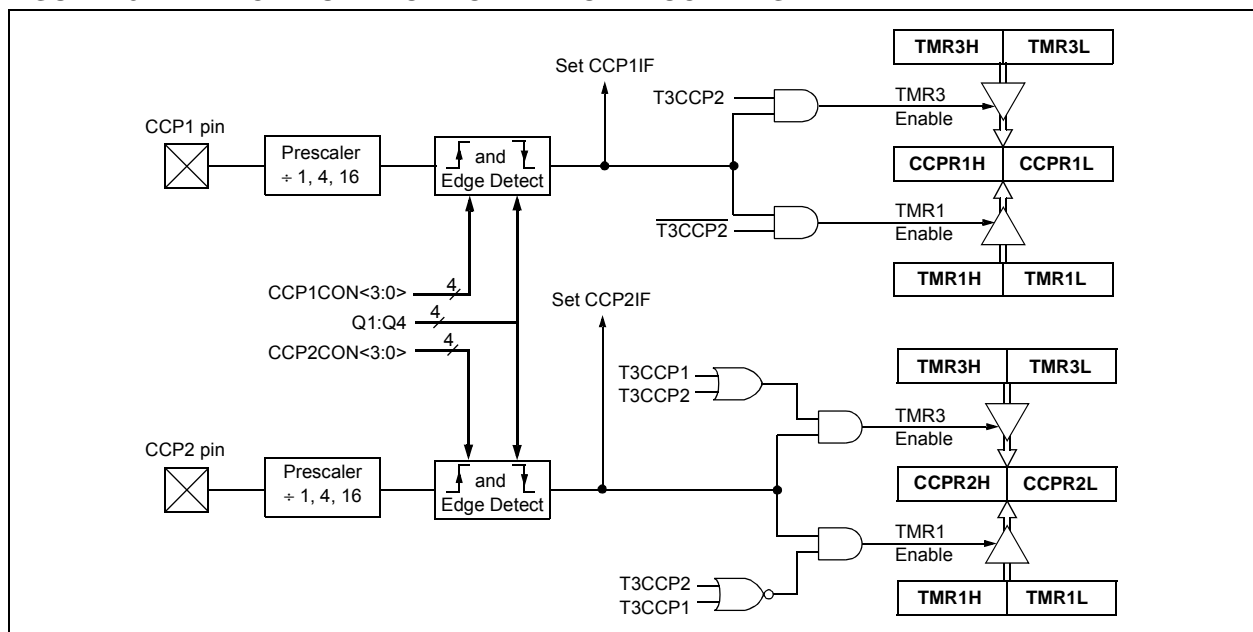 TMR3H TMR3L
Set CCP1IF
T3CCP2
TMR3
Enable
CCP1 pin
Prescaler
÷ 1, 4, 16
and
Edge Detect
CCPR1H CCPR1L
T3CCP2
TMR1
Enable
TMR1H TMR1L
CCP1CON<3:0> 4
Q1:Q4 4
CCP2CON<3:0> 4
Set CCP2IF
TMR3H TMR3L
T3CCP1
T3CCP2
TMR3
Enable
CCP2 pin
Prescaler
÷ 1, 4, 16
and
Edge Detect
CCPR2H CCPR2L
TMR1
Enable
T3CCP2
T3CCP1
TMR1H TMR1L